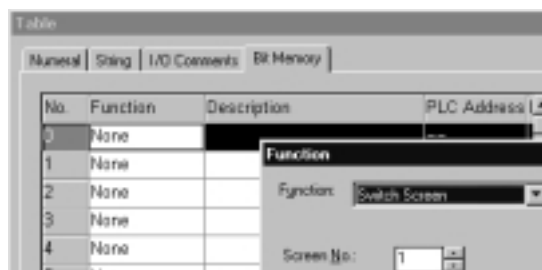 Table
Numeral String I/O Comments Bit Memory
No. Function Description PLC Address
0 None
1 None
2 None
3 None
4 None
Function
Function: Switch Screen
Screen No.: 1